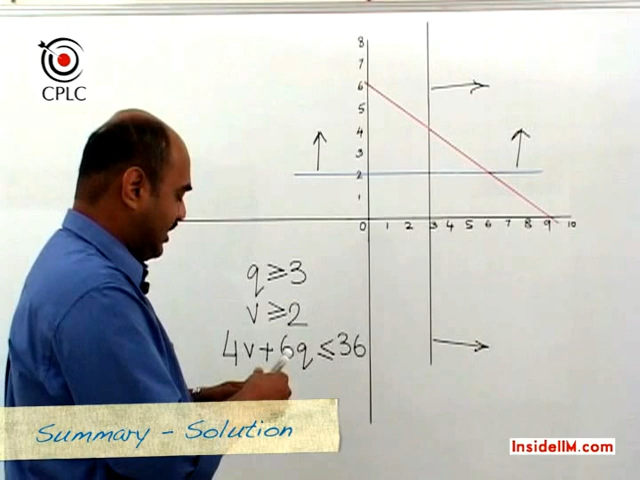 CPLC
8
7
6
5
4
3
2
1
0 1 2 3 4 5 6 7 8 9 10
q ≥ 3
v ≥ 2
4v + 6q ≤ 36
Summary - Solution
InsideIIM.com